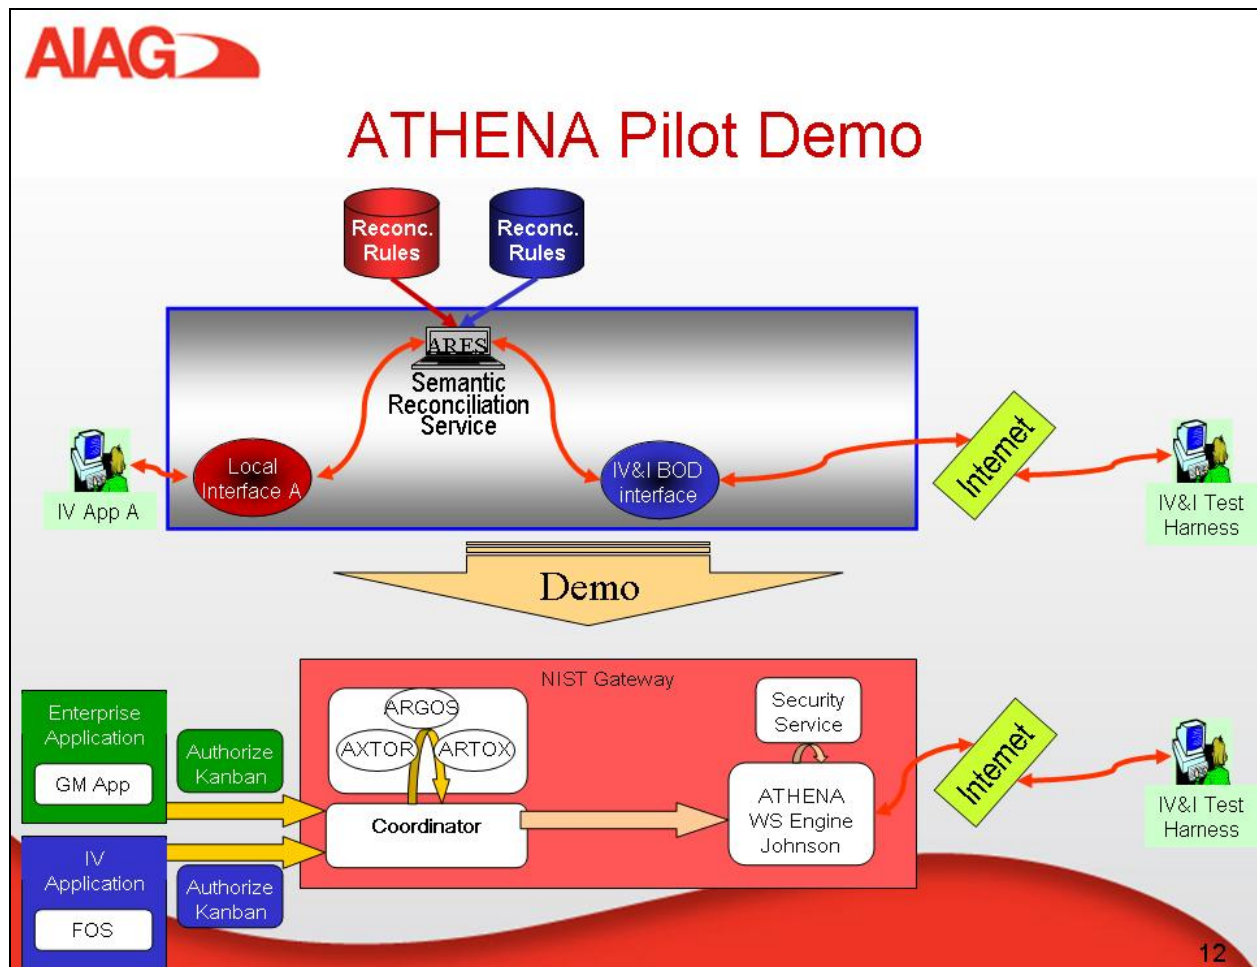 AIAG
ATHENA Pilot Demo
Reconc.
Rules
Reconc.
Rules
ARES
Semantic
Reconciliation
Service
Local
Interface A
IV&I BOD
interface
Internet
IV App A
IV&I Test
Harness
Demo
NIST Gateway
Enterprise
Application
GM App
Authorize
Kanban
ARGOS
AXTOR
ARTOX
Coordinator
Security
Service
ATHENA
WS Engine
Johnson
Internet
IV&I Test
Harness
IV
Application
FOS
Authorize
Kanban
12